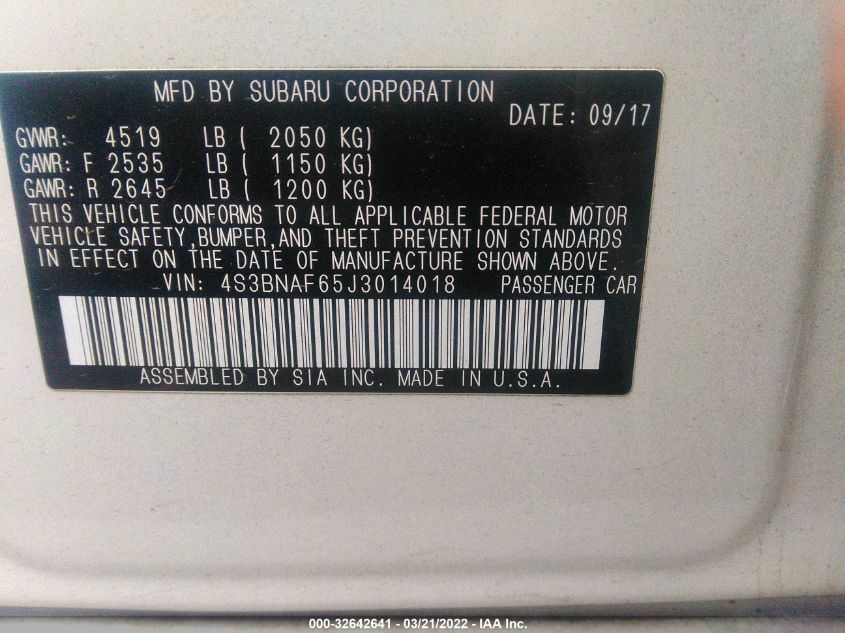 MFD BY SUBARU CORPORATION
DATE: 09/17
GVWR: 4519 LB ( 2050 KG)
GAWR: F 2535 LB ( 1150 KG)
GAWR: R 2645 LB ( 1200 KG)
THIS VEHICLE CONFORMS TO ALL APPLICABLE FEDERAL MOTOR
VEHICLE SAFETY,BUMPER,AND THEFT PREVENTION STANDARDS
IN EFFECT ON THE DATE OF MANUFACTURE SHOWN ABOVE.
VIN: 4S3BNAF65J3014018 PASSENGER CAR
ASSEMBLED BY SIA INC. MADE IN U.S.A.
000-32642641 - 03/21/2022 - IAA Inc.